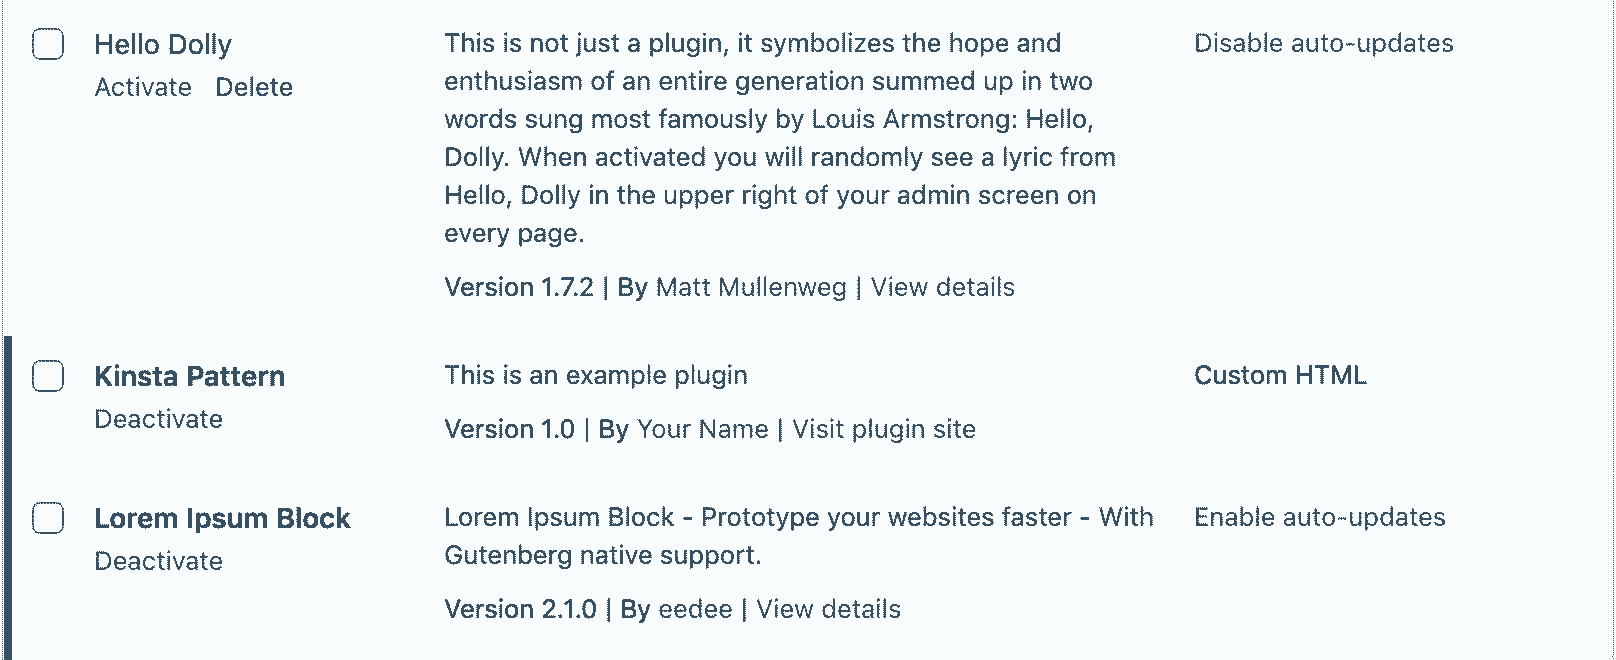 Hello Dolly
Activate Delete
This is not just a plugin, it symbolizes the hope and
enthusiasm of an entire generation summed up in two
words sung most famously by Louis Armstrong: Hello,
Dolly. When activated you will randomly see a lyric from
Hello, Dolly in the upper right of your admin screen on
every page.
Version 1.7.2 | By Matt Mullenweg | View details
Disable auto-updates
Kinsta Pattern
Deactivate
This is an example plugin
Version 1.0 | By Your Name | Visit plugin site
Custom HTML
Lorem Ipsum Block
Deactivate
Lorem Ipsum Block - Prototype your websites faster - With
Gutenberg native support.
Version 2.1.0 | By eedee | View details
Enable auto-updates